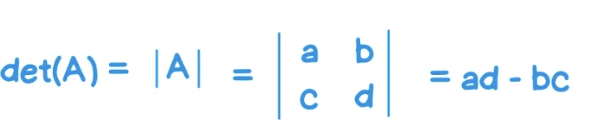 det(A) = |A| = |a b
c d| = ad - bc